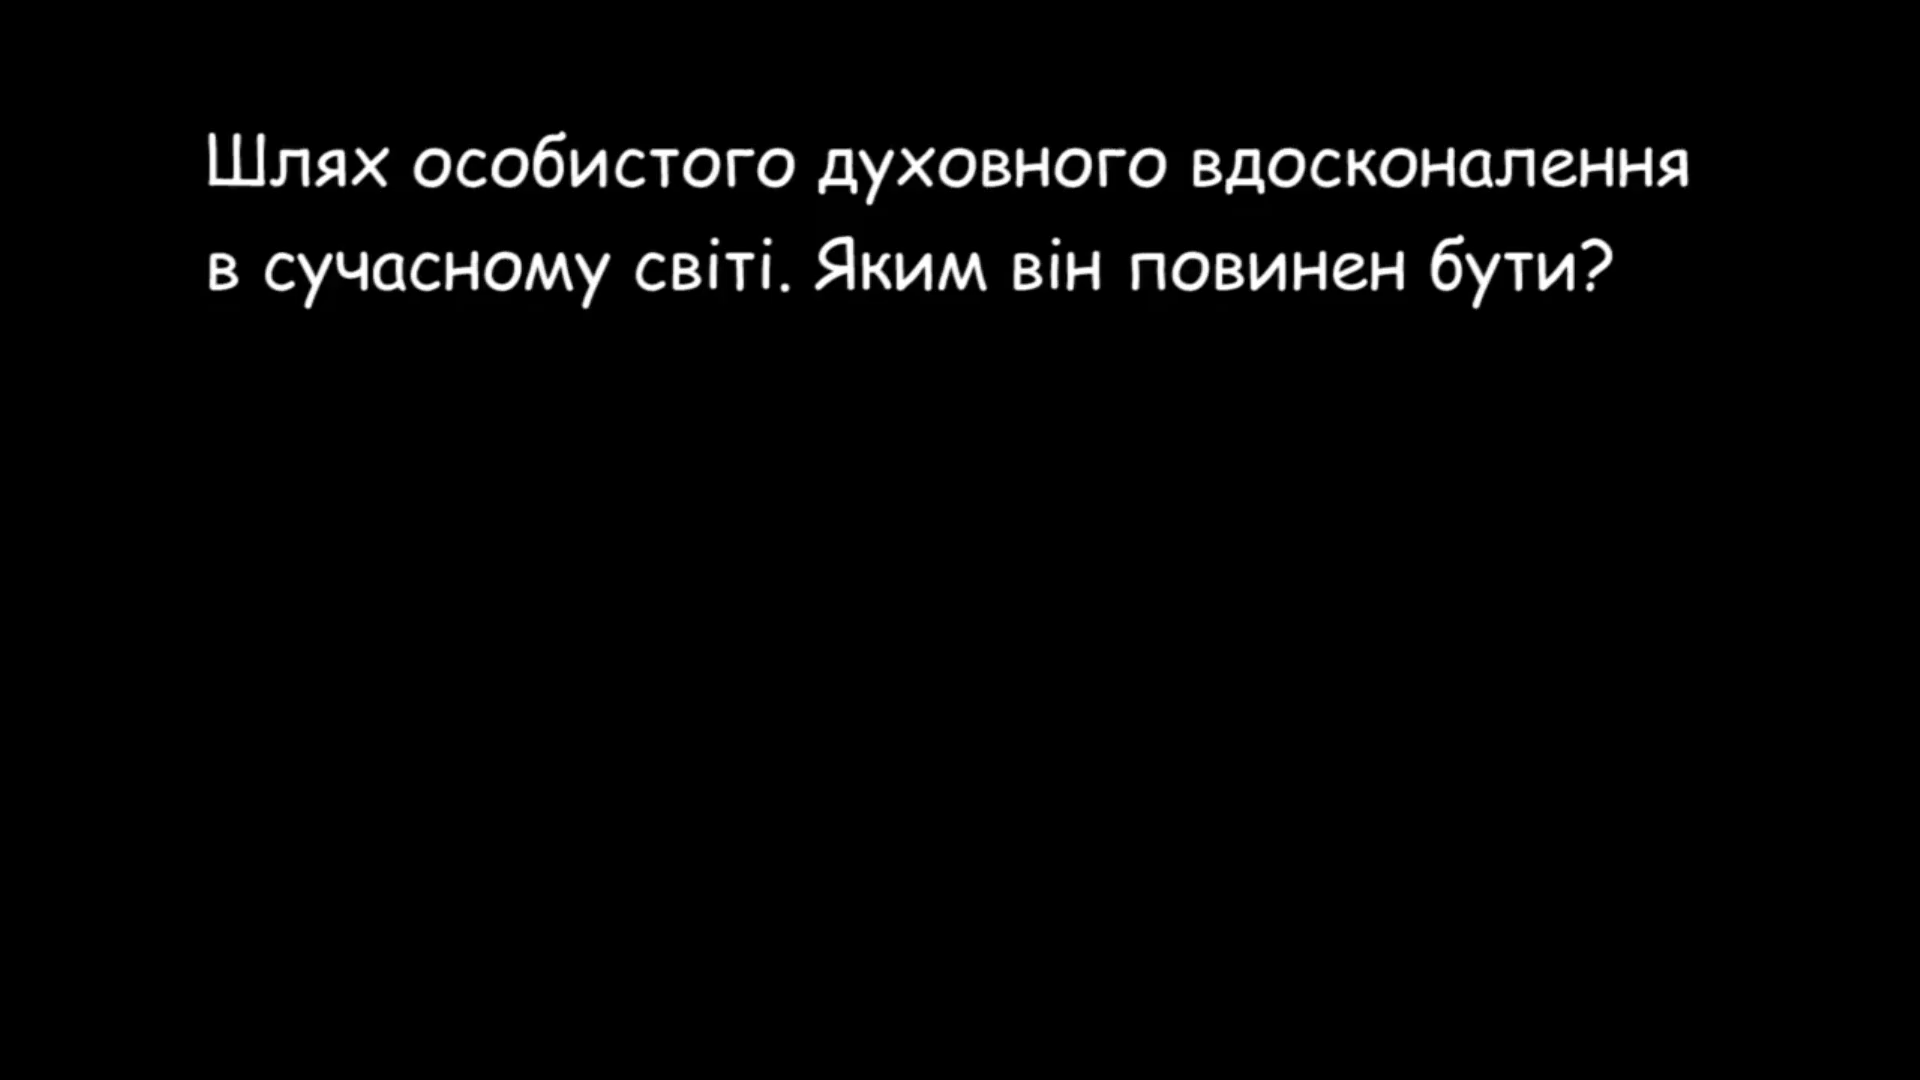 Шлях особистого духовного вдосконалення
в сучасному світі. Яким він повинен бути?